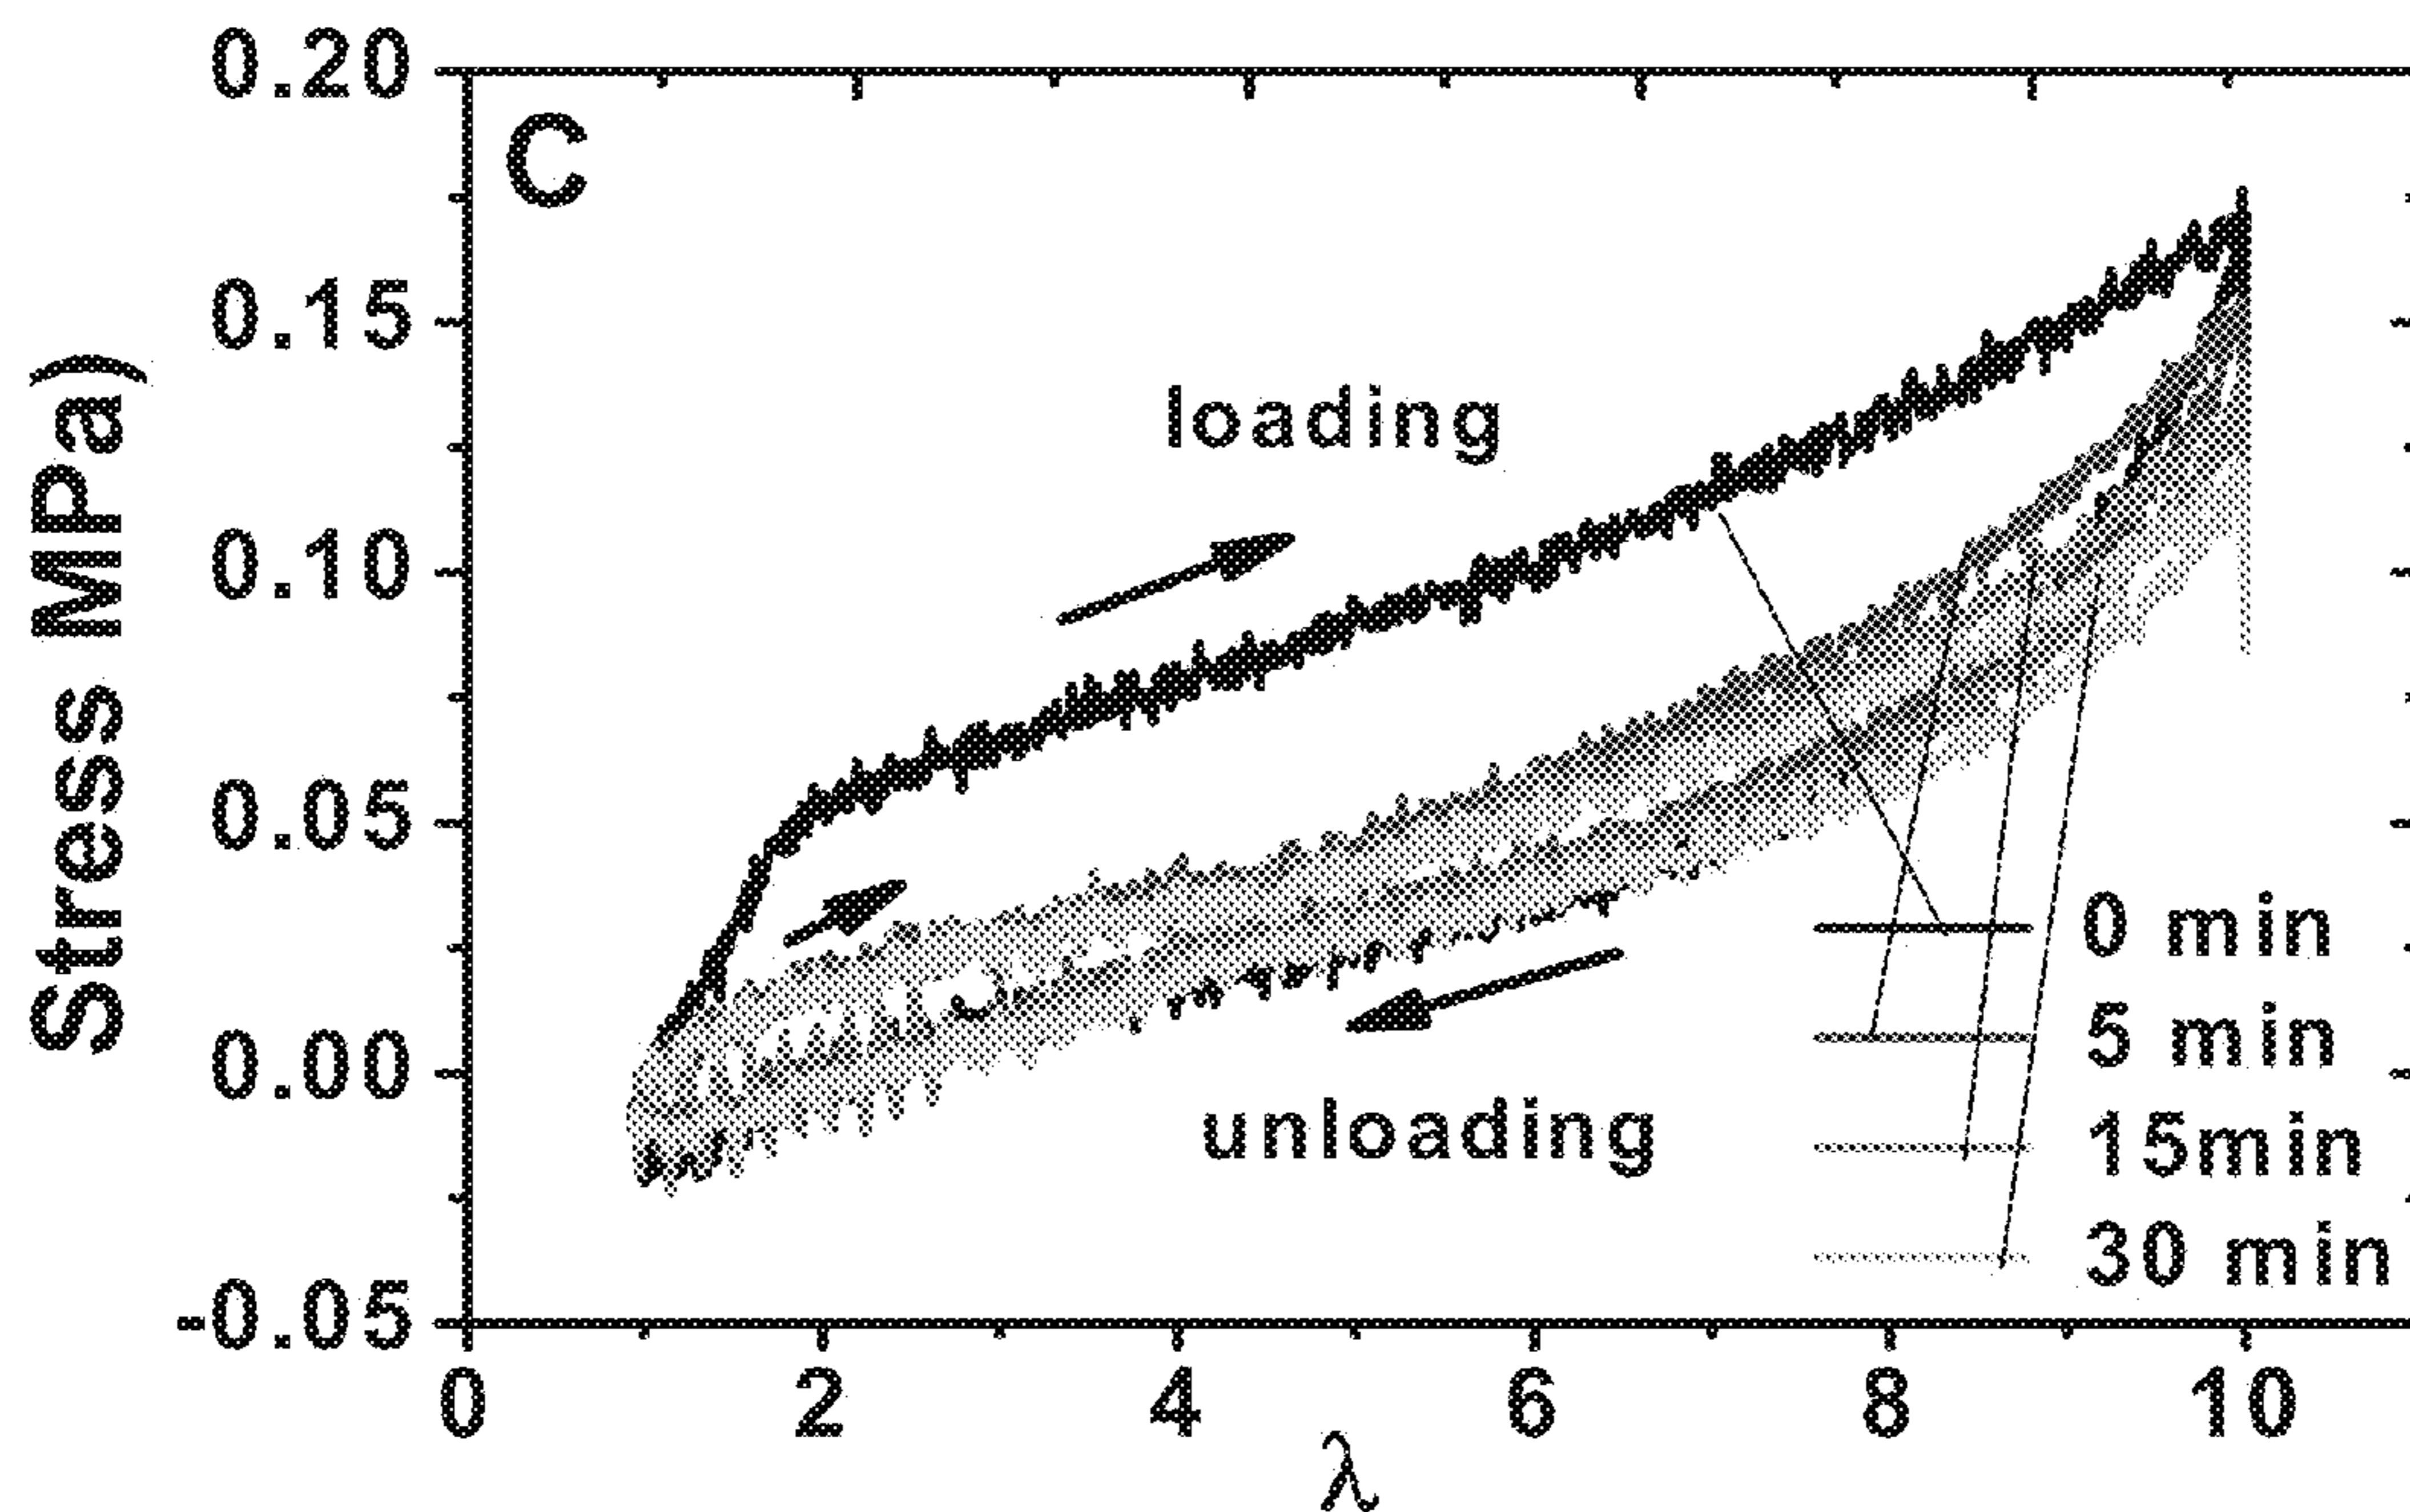 0.20
C
0.15
loading
0.10
Stress MPa)
0.05
0 min
5 min
0.00
unloading
15min
30 min
-0.05
0 2 4 6 8 10
λ